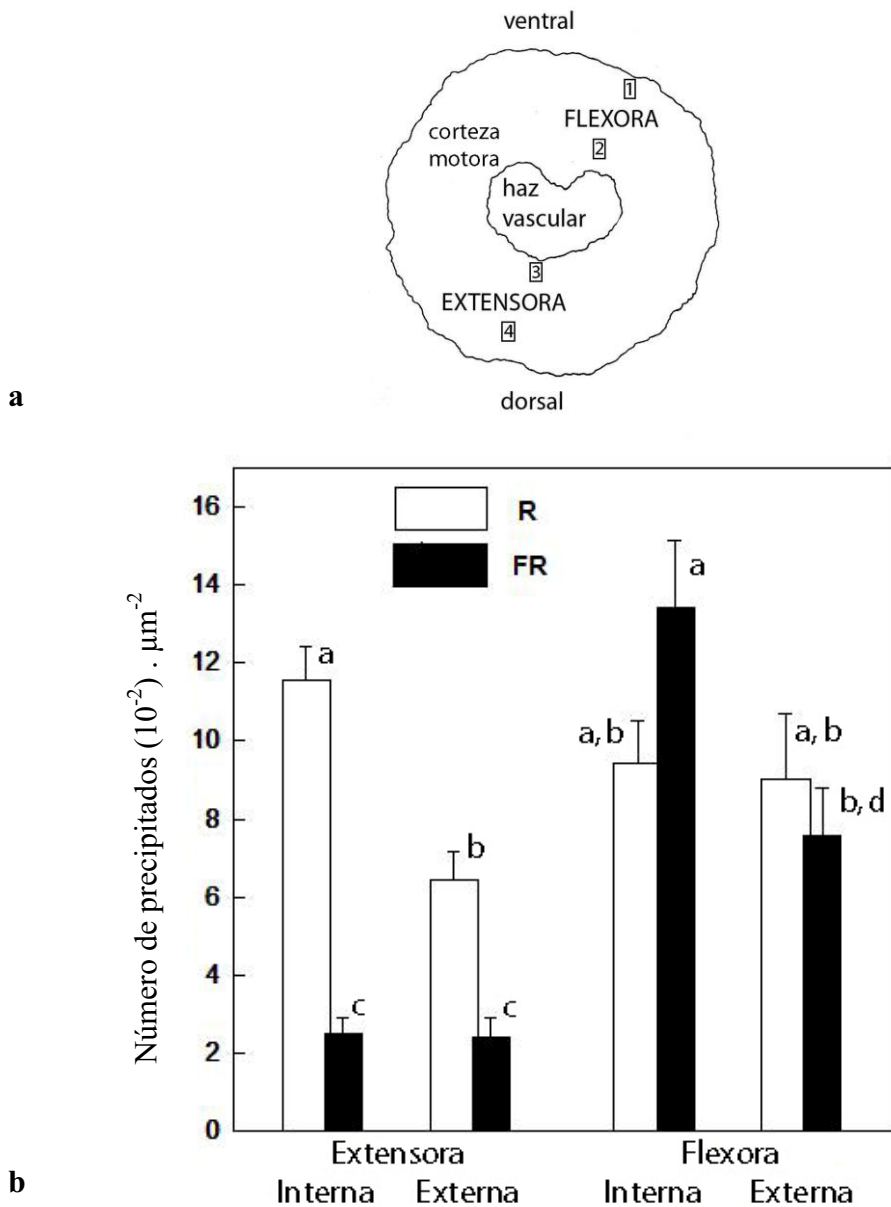 ventral
1
FLEXORA
corteza
motora
2
haz
vascular
3
EXTENSORA
4
dorsal
a
16
14
12
10
8
6
4
2
0
Número de precipitados (10⁻²) . µm⁻²
R
FR
a
c
b
c
a, b
a
a, b
b, d
Extensora Flexora
Interna Externa Interna Externa
b